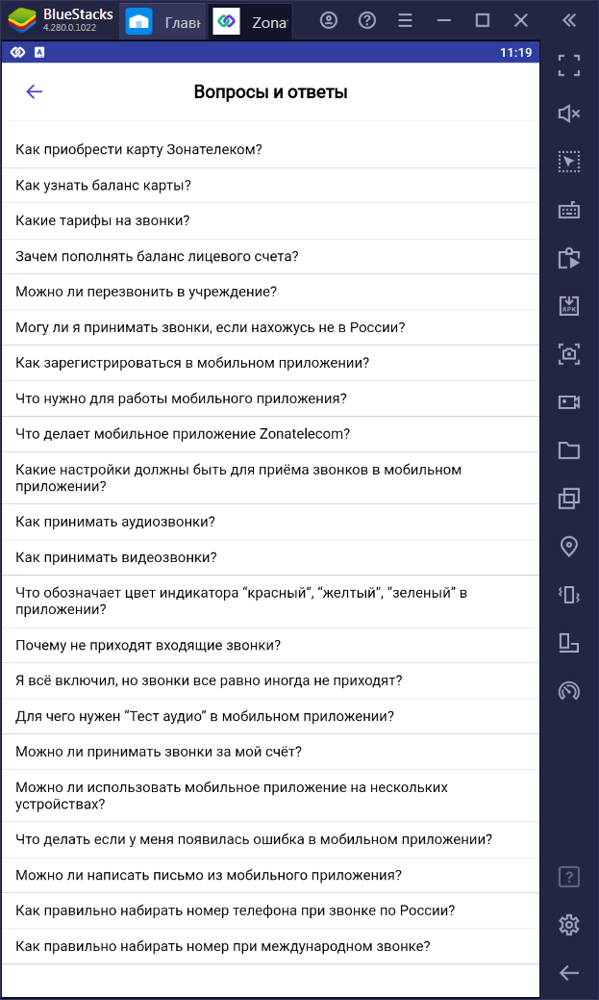 BlueStacks
4.280.0.1022
Главн
Zonat
11:19
Вопросы и ответы
Как приобрести карту Зонателеком?
Как узнать баланс карты?
Какие тарифы на звонки?
Зачем пополнять баланс лицевого счета?
Можно ли перезвонить в учреждение?
Могу ли я принимать звонки, если нахожусь не в России?
Как зарегистрироваться в мобильном приложении?
Что нужно для работы мобильного приложения?
Что делает мобильное приложение Zonatelecom?
Какие настройки должны быть для приёма звонков в мобильном
приложении?
Как принимать аудиозвонки?
Как принимать видеозвонки?
Что обозначает цвет индикатора “красный”, “желтый”, “зеленый” в
приложении?
Почему не приходят входящие звонки?
Я всё включил, но звонки все равно иногда не приходят?
Для чего нужен “Тест аудио” в мобильном приложении?
Можно ли принимать звонки за мой счёт?
Можно ли использовать мобильное приложение на нескольких
устройствах?
Что делать если у меня появилась ошибка в мобильном приложении?
Можно ли написать письмо из мобильного приложения?
Как правильно набирать номер телефона при звонке по России?
Как правильно набирать номер при международном звонке?
APK